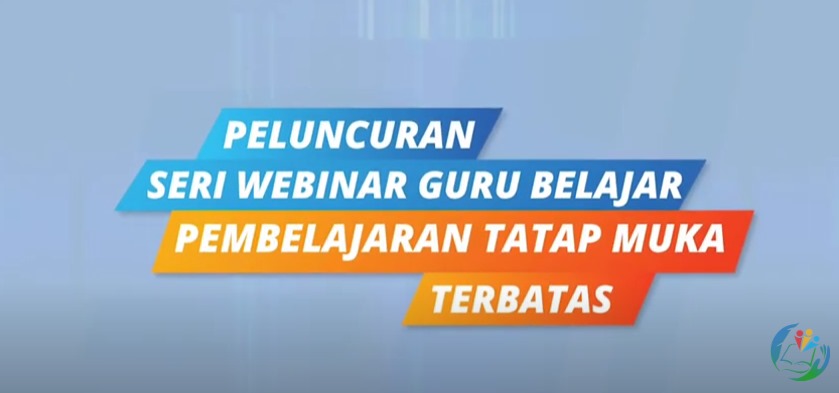 PELUNCURAN
SERI WEBINAR GURU BELAJAR
PEMBELAJARAN TATAP MUKA
TERBATAS